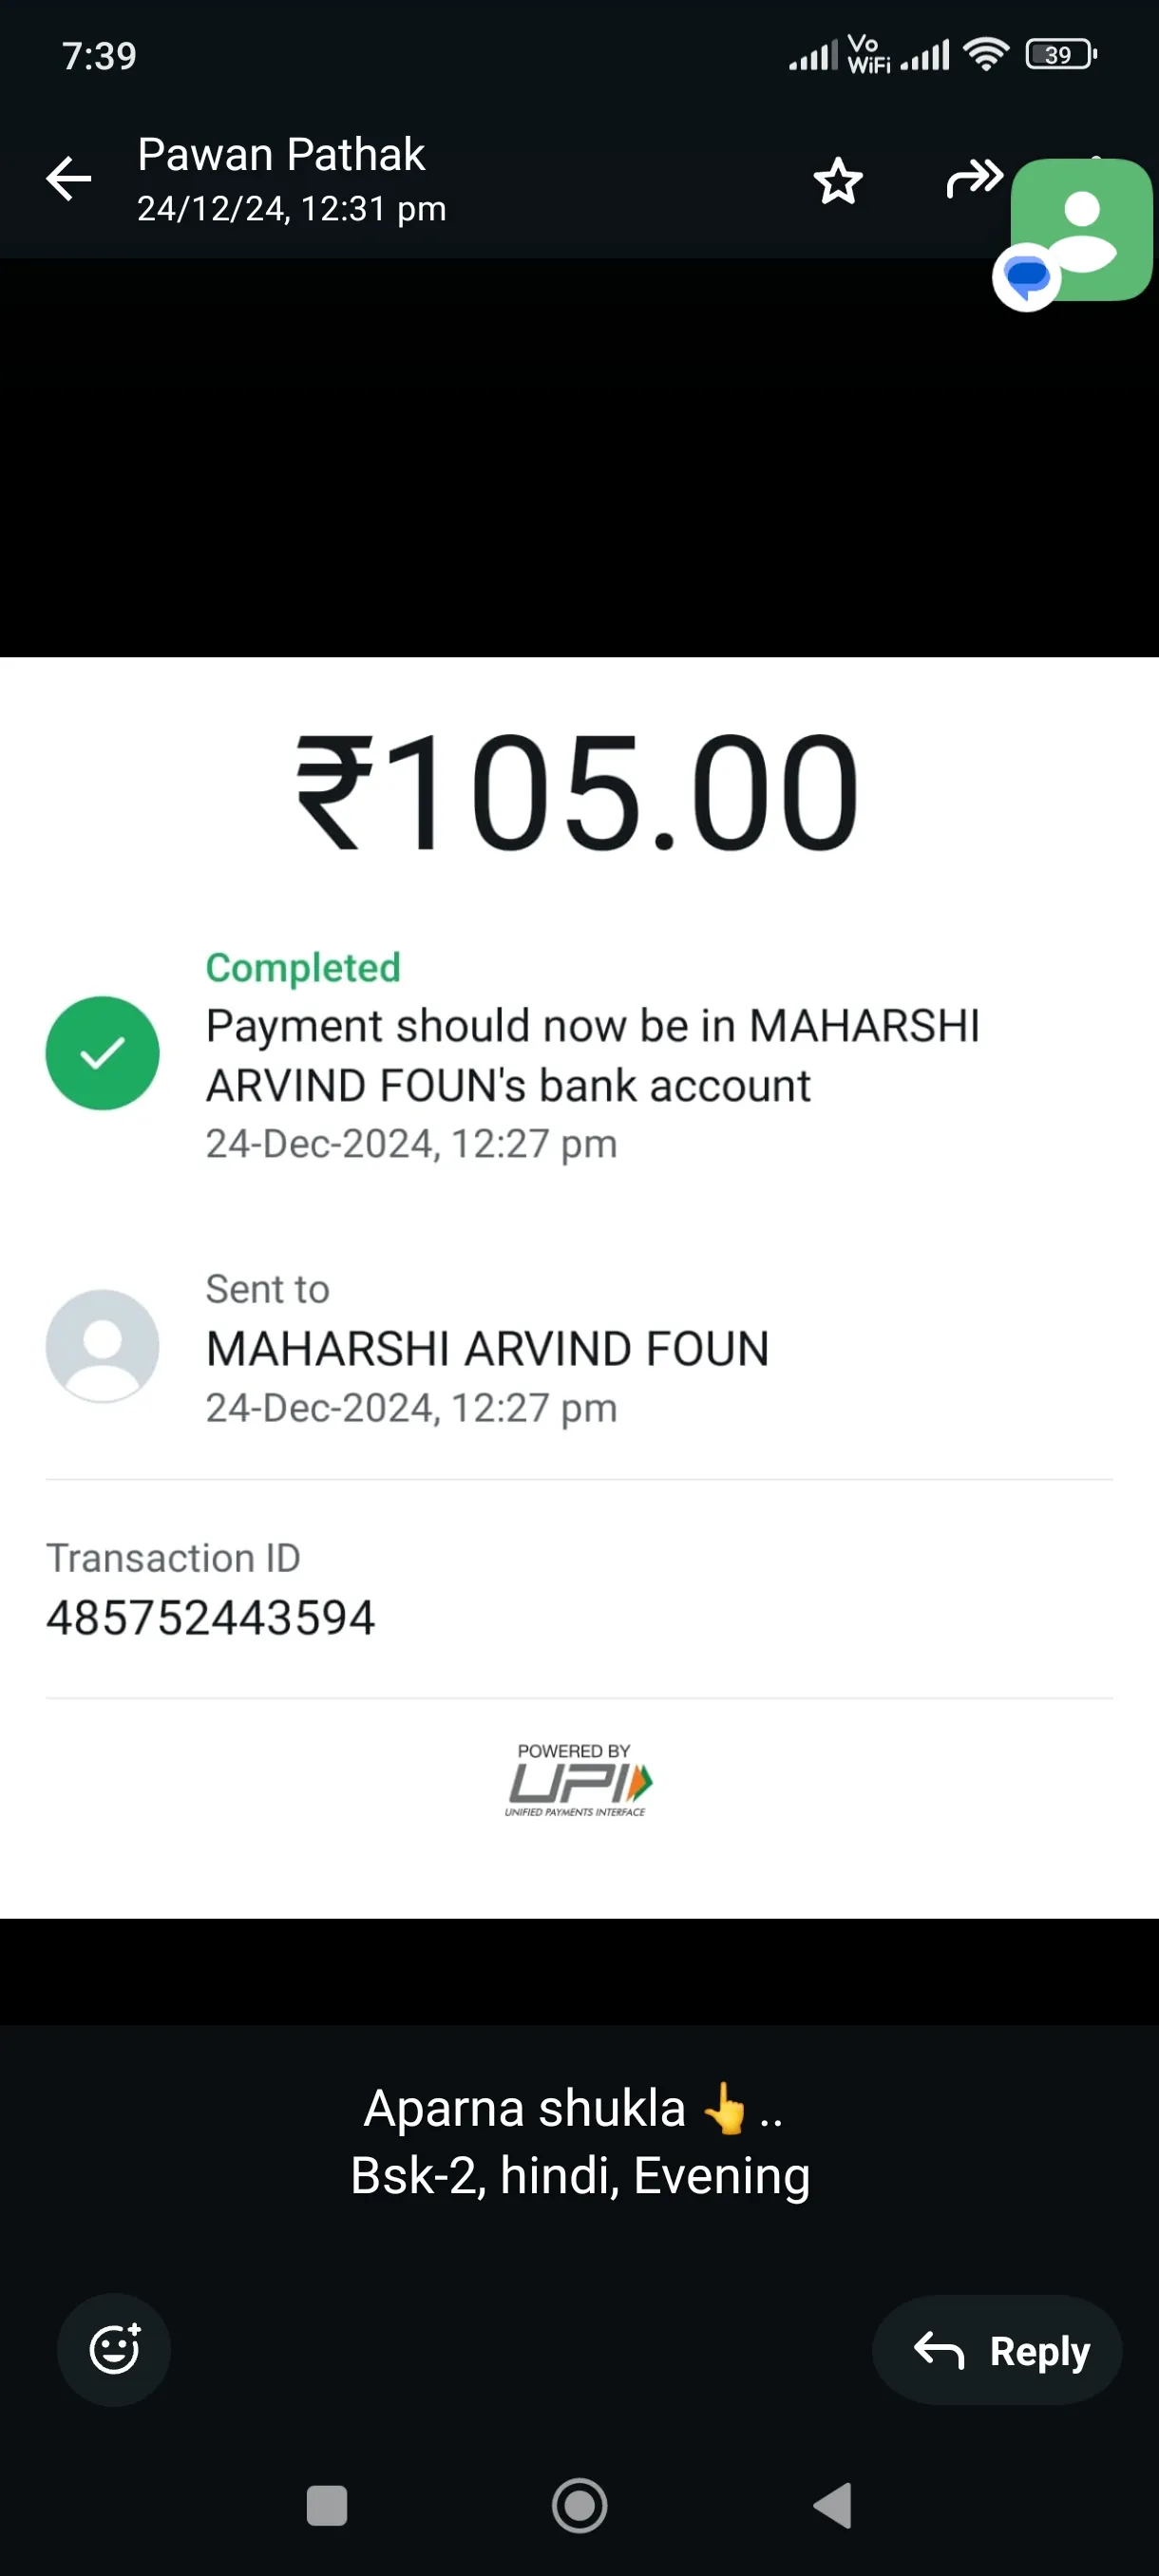 7:39
Vo
WiFi
39
Pawan Pathak
24/12/24, 12:31 pm
₹105.00
Completed
Payment should now be in MAHARSHI
ARVIND FOUN's bank account
24-Dec-2024, 12:27 pm
Sent to
MAHARSHI ARVIND FOUN
24-Dec-2024, 12:27 pm
Transaction ID
485752443594
POWERED BY
UPI
UNIFIED PAYMENTS INTERFACE
Aparna shukla 👆..
Bsk-2, hindi, Evening
Reply